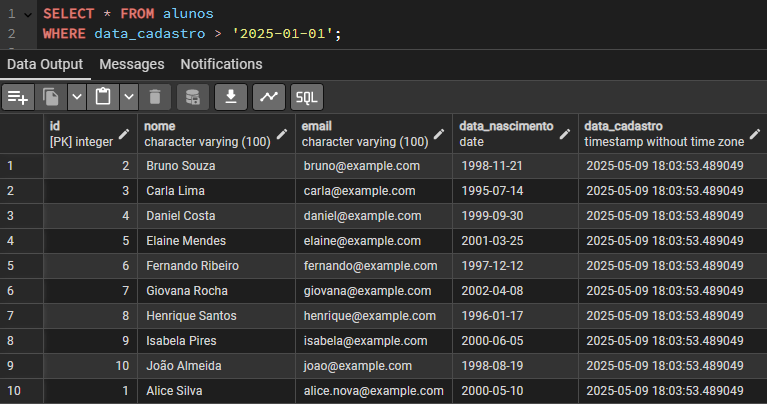 1 SELECT * FROM alunos
2 WHERE data_cadastro > '2025-01-01';
Data Output Messages Notifications
SQL
id nome email data_nascimento data_cadastro
[PK] integer character varying (100) character varying (100) date timestamp without time zone
1 2 Bruno Souza bruno@example.com 1998-11-21 2025-05-09 18:03:53.489049
2 3 Carla Lima carla@example.com 1995-07-14 2025-05-09 18:03:53.489049
3 4 Daniel Costa daniel@example.com 1999-09-30 2025-05-09 18:03:53.489049
4 5 Elaine Mendes elaine@example.com 2001-03-25 2025-05-09 18:03:53.489049
5 6 Fernando Ribeiro fernando@example.com 1997-12-12 2025-05-09 18:03:53.489049
6 7 Giovana Rocha giovana@example.com 2002-04-08 2025-05-09 18:03:53.489049
7 8 Henrique Santos henrique@example.com 1996-01-17 2025-05-09 18:03:53.489049
8 9 Isabela Pires isabela@example.com 2000-06-05 2025-05-09 18:03:53.489049
9 10 João Almeida joao@example.com 1998-08-19 2025-05-09 18:03:53.489049
10 1 Alice Silva alice.nova@example.com 2000-05-10 2025-05-09 18:03:53.489049